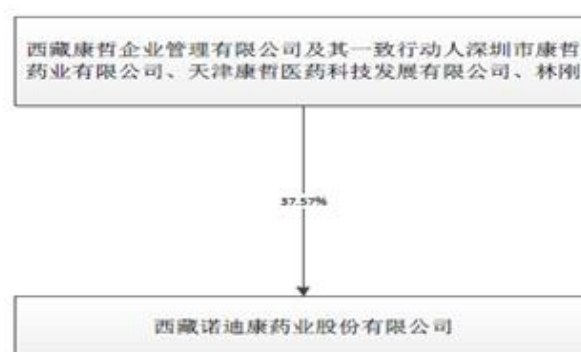 西藏康哲企业管理有限公司及其一致行动人深圳市康哲
药业有限公司、天津康哲医药科技发展有限公司、林刚
37.57%
西藏诺迪康药业股份有限公司